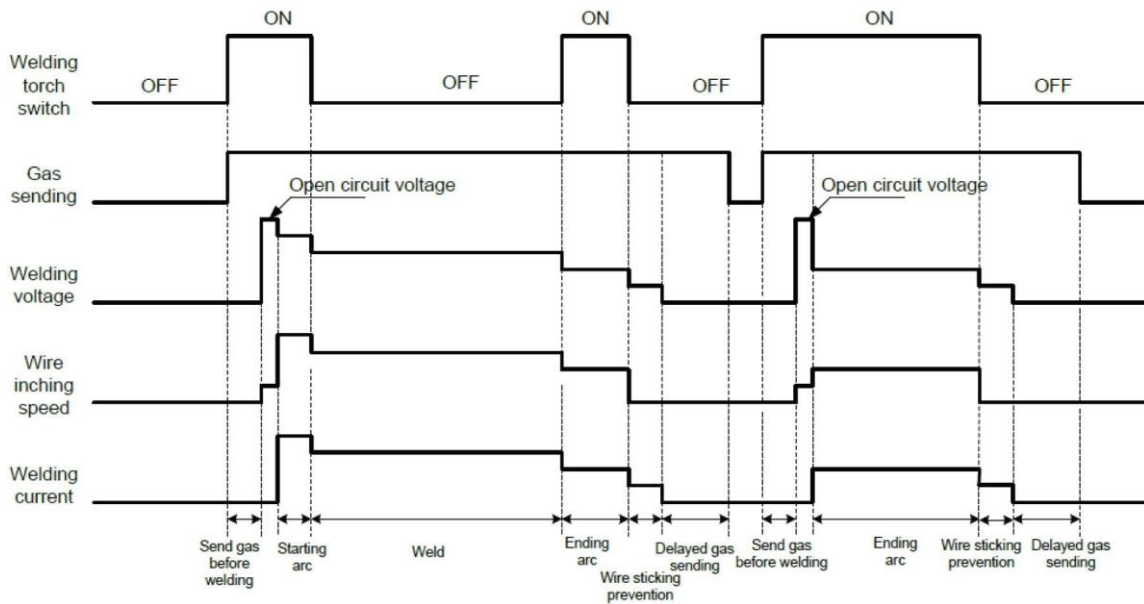 ON
ON
ON
Welding
torch
switch
OFF
OFF
OFF
OFF
Gas
sending
Open circuit voltage
Open circuit voltage
Welding
voltage
Wire
inching
speed
Welding
current
Send gas
before
welding
Starting
arc
Weld
Ending
arc
Wire sticking
prevention
Delayed gas
sending
Send gas
before welding
Ending
arc
Wire sticking
prevention
Delayed gas
sending